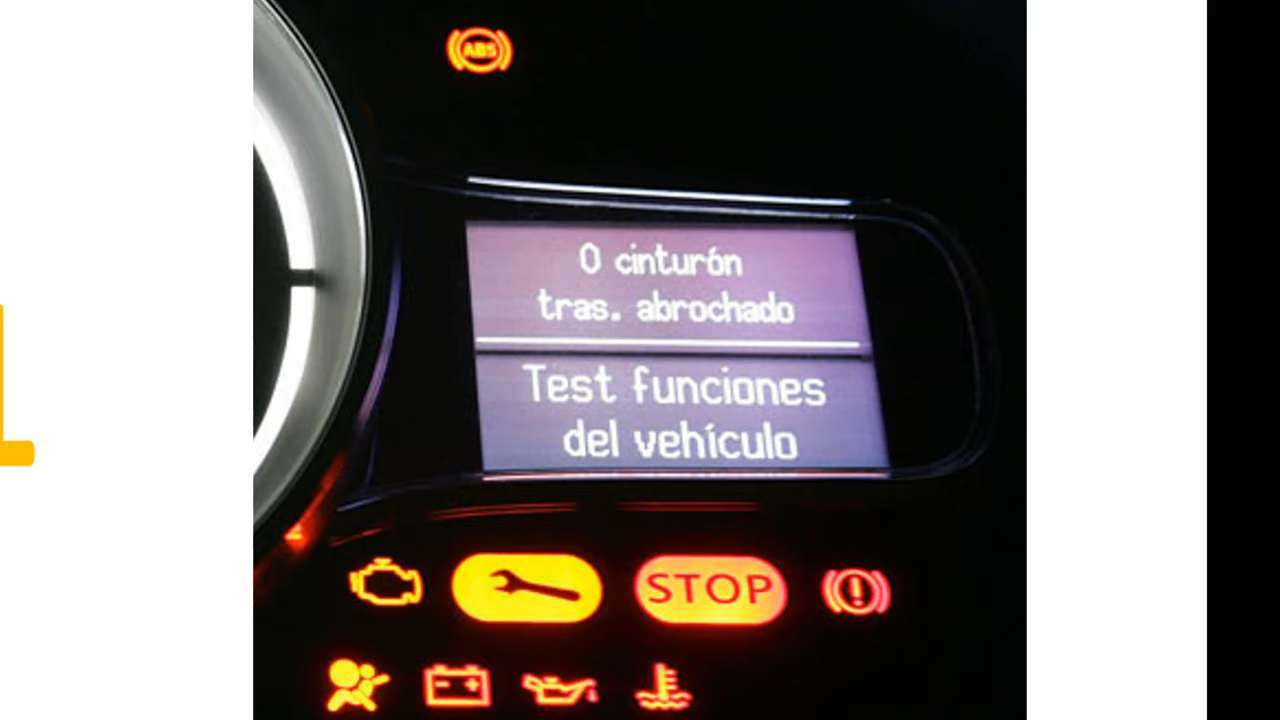 ABS
0 cinturón
tras. abrochado
Test funciones
del vehículo
STOP